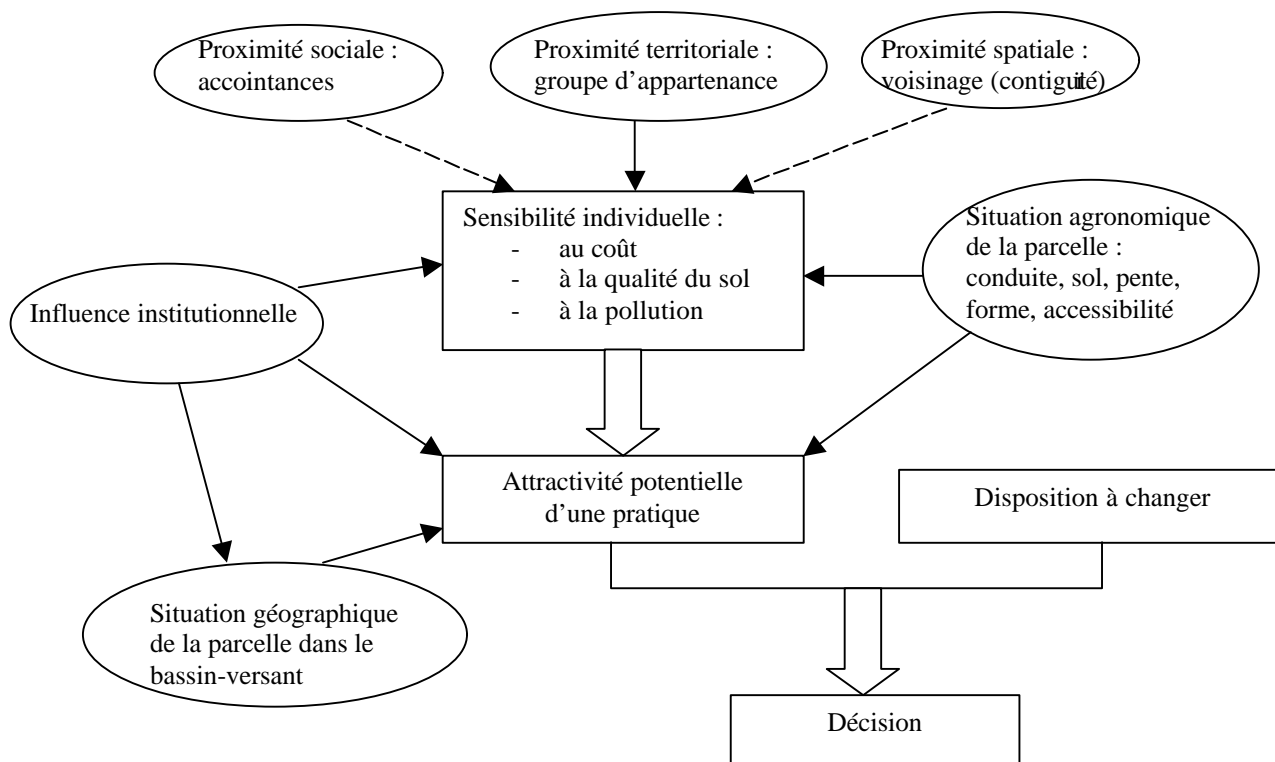 Proximité sociale :
accointances
Proximité territoriale :
groupe d’appartenance
Proximité spatiale :
voisinage (contiguïté)
Sensibilité individuelle :
- au coût
- à la qualité du sol
- à la pollution
Situation agronomique
de la parcelle :
conduite, sol, pente,
forme, accessibilité
Influence institutionnelle
Attractivité potentielle
d’une pratique
Disposition à changer
Situation géographique
de la parcelle dans le
bassin-versant
Décision